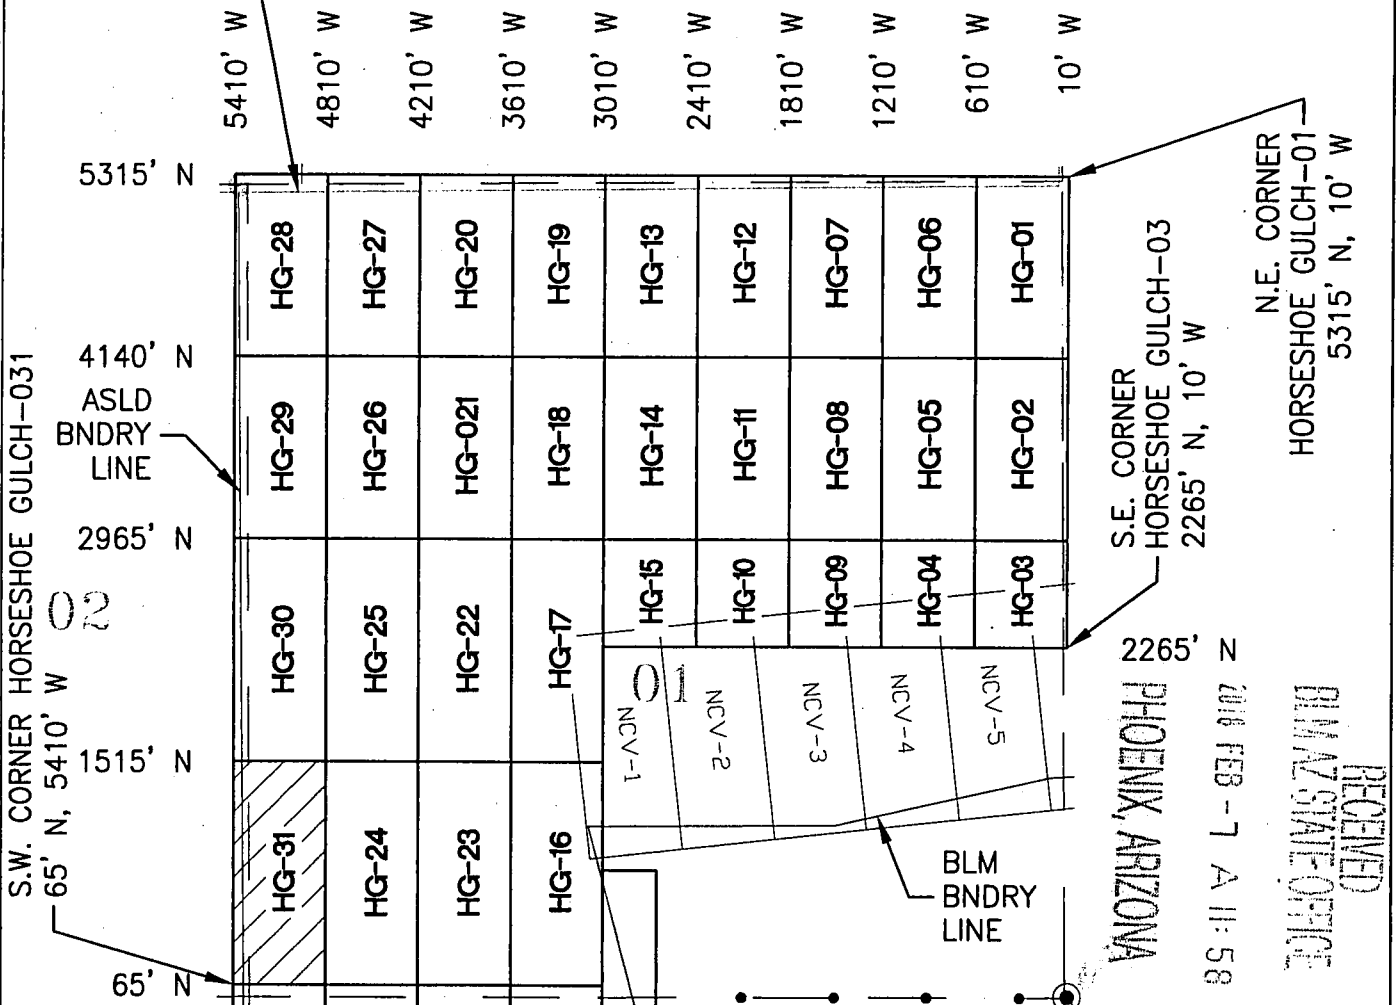 5410' W
4810' W
4210' W
3610' W
3010' W
2410' W
1810' W
1210' W
610' W
10' W
5315' N
HG-28
HG-27
HG-20
HG-19
HG-13
HG-12
HG-07
HG-06
HG-01
N.E. CORNER
HORSESHOE GULCH-01
5315' N, 10' W
4140' N
ASLD
BNDRY
LINE
HG-29
HG-26
HG-021
HG-18
HG-14
HG-11
HG-08
HG-05
HG-02
S.E. CORNER
HORSESHOE GULCH-03
2265' N, 10' W
2965' N
02
HG-30
HG-25
HG-22
HG-17
HG-15
HG-10
HG-09
HG-04
HG-03
2265' N
01
NCV-1
NCV-2
NCV-3
NCV-4
NCV-5
S.W. CORNER HORSESHOE GULCH-031
65' N, 5410' W
1515' N
HG-31
HG-24
HG-23
HG-16
BLM
BNDRY
LINE
65' N
RECEIVED
BLM AZ STATE OFFICE
2018 FEB -7 A 11:58
PHOENIX, ARIZONA